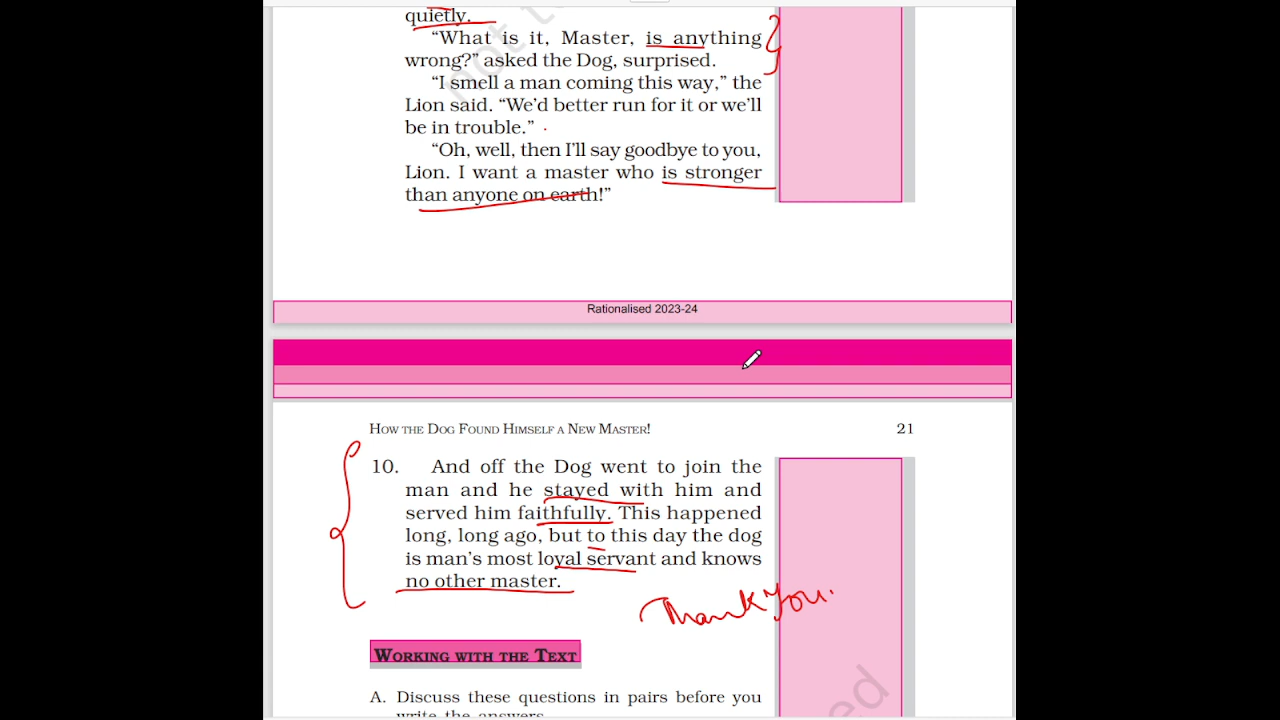 quietly.
“What is it, Master, is anything
wrong?” asked the Dog, surprised.
“I smell a man coming this way,” the
Lion said. “We’d better run for it or we’ll
be in trouble.”
“Oh, well, then I’ll say goodbye to you,
Lion. I want a master who is stronger
than anyone on earth!”
Rationalised 2023-24
HOW THE DOG FOUND HIMSELF A NEW MASTER! 21
10. And off the Dog went to join the
man and he stayed with him and
served him faithfully. This happened
long, long ago, but to this day the dog
is man’s most loyal servant and knows
no other master.
Thank You.
WORKING WITH THE TEXT
A. Discuss these questions in pairs before you
write the answers.